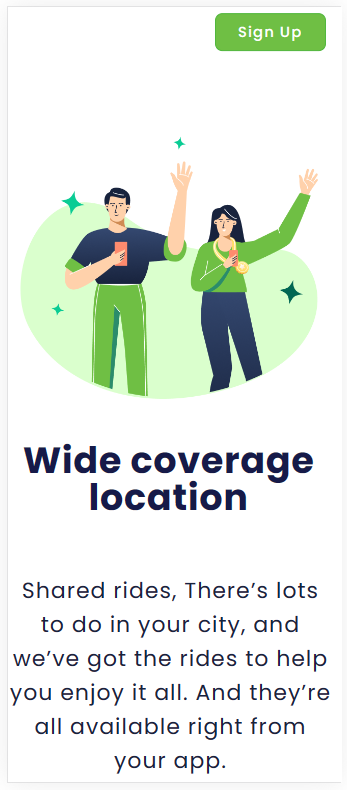 Sign Up
Wide coverage
location
Shared rides, There’s lots
to do in your city, and
we’ve got the rides to help
you enjoy it all. And they’re
all available right from
your app.